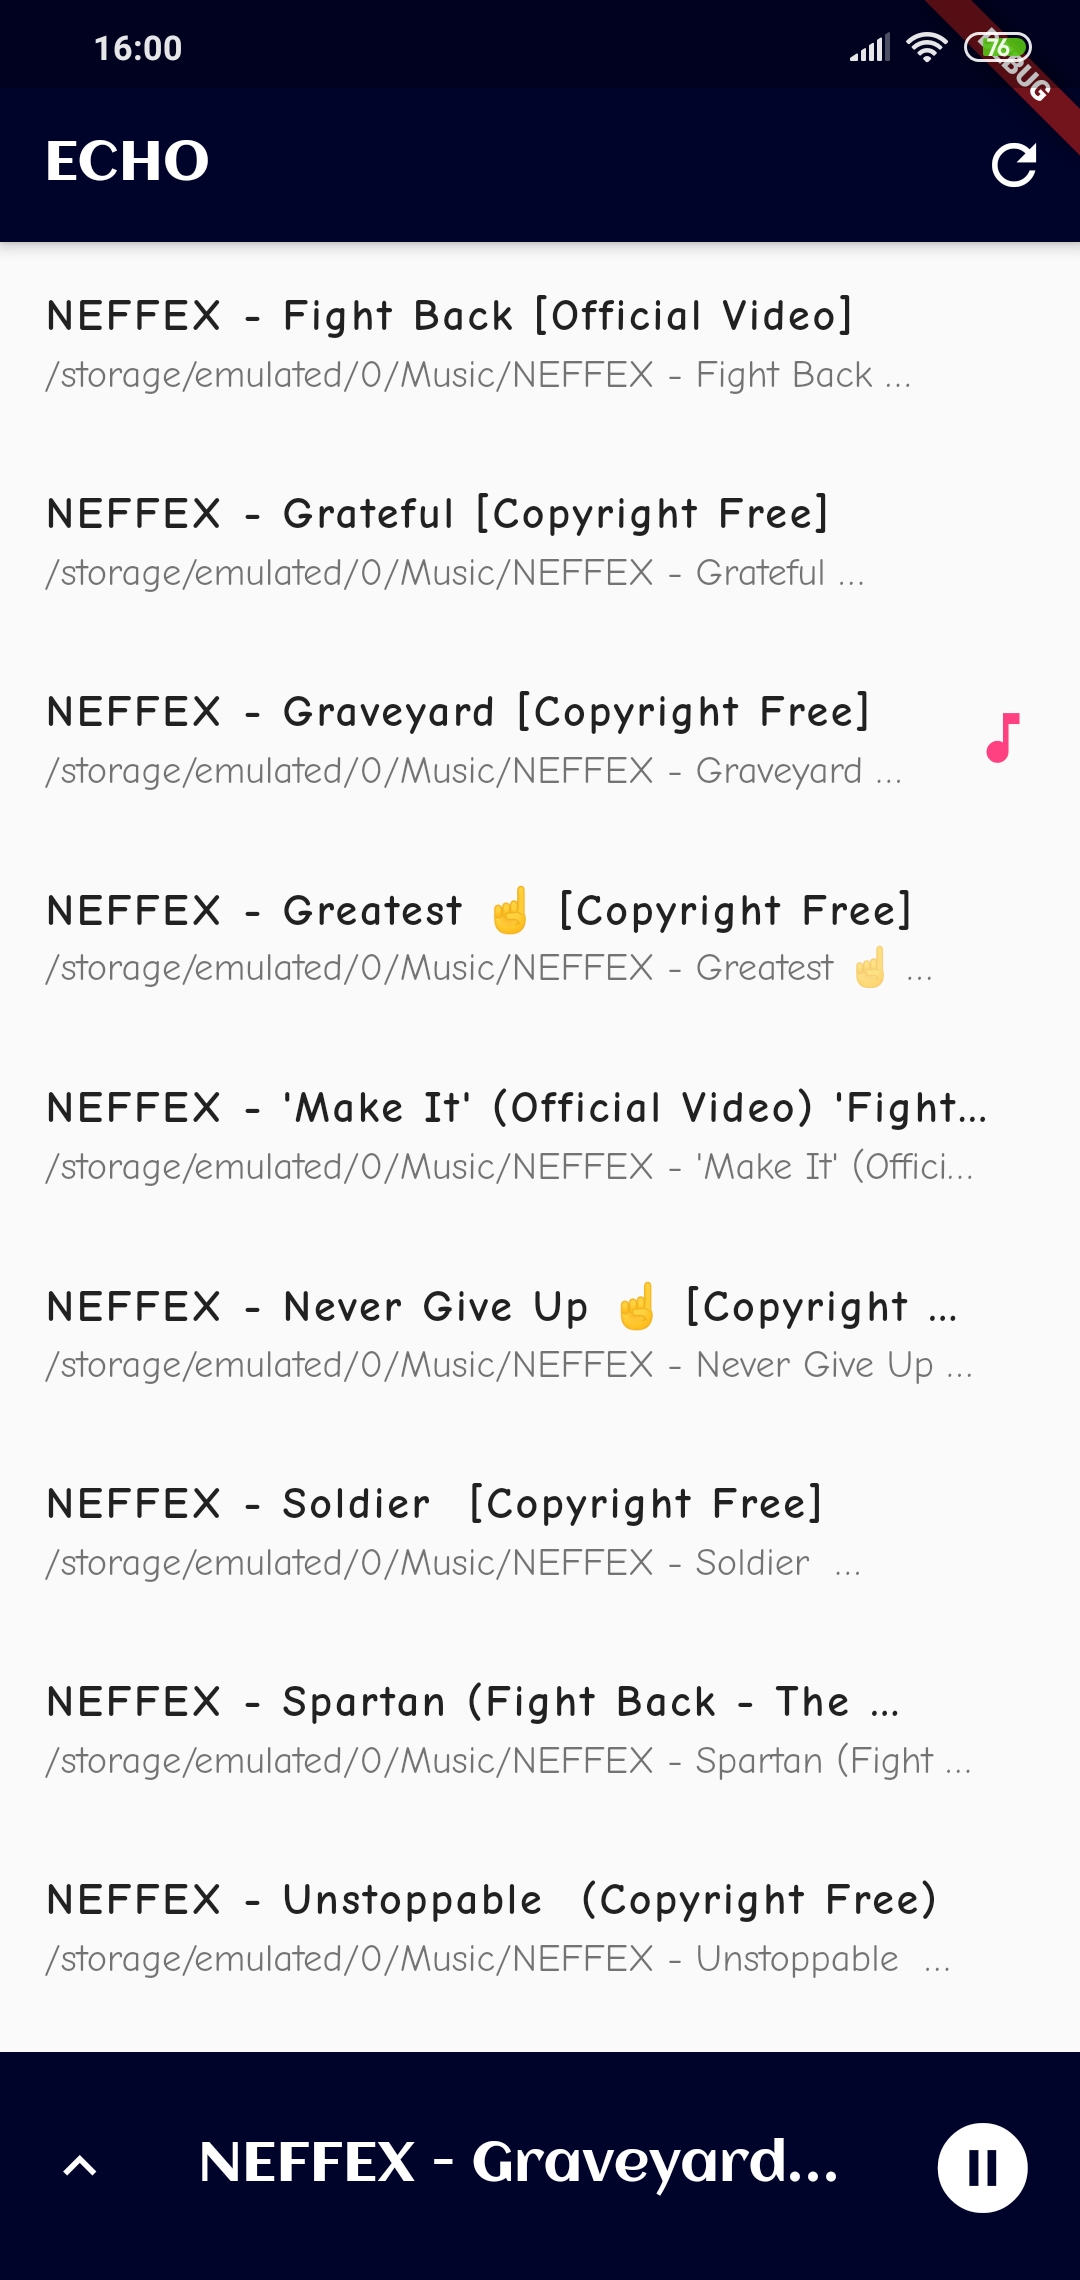 16:00
76
DEBUG
ECHO
NEFFEX - Fight Back [Official Video]
/storage/emulated/0/Music/NEFFEX - Fight Back ...
NEFFEX - Grateful [Copyright Free]
/storage/emulated/0/Music/NEFFEX - Grateful ...
NEFFEX - Graveyard [Copyright Free]
/storage/emulated/0/Music/NEFFEX - Graveyard ...
NEFFEX - Greatest ☝️ [Copyright Free]
/storage/emulated/0/Music/NEFFEX - Greatest ☝️ ...
NEFFEX - 'Make It' (Official Video) 'Fight...
/storage/emulated/0/Music/NEFFEX - 'Make It' (Offici...
NEFFEX - Never Give Up ☝️ [Copyright ...
/storage/emulated/0/Music/NEFFEX - Never Give Up ...
NEFFEX - Soldier  [Copyright Free]
/storage/emulated/0/Music/NEFFEX - Soldier  ...
NEFFEX - Spartan (Fight Back - The ...
/storage/emulated/0/Music/NEFFEX - Spartan (Fight ...
NEFFEX - Unstoppable  (Copyright Free)
/storage/emulated/0/Music/NEFFEX - Unstoppable  ...
NEFFEX - Graveyard...